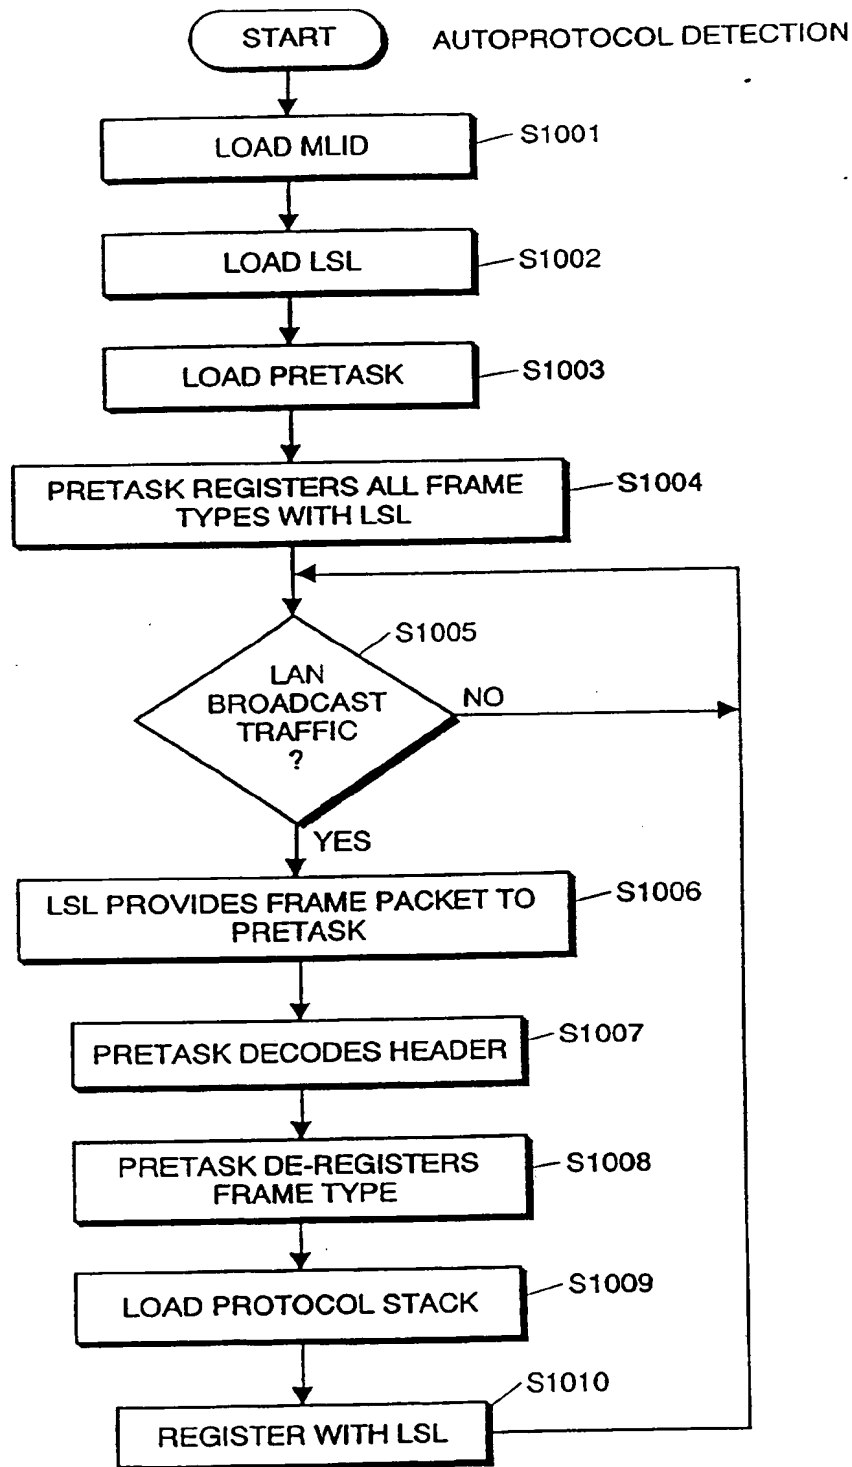 START
AUTOPROTOCOL DETECTION
LOAD MLID
S1001
LOAD LSL
S1002
LOAD PRETASK
S1003
PRETASK REGISTERS ALL FRAME
TYPES WITH LSL
S1004
S1005
LAN
BROADCAST
TRAFFIC
?
NO
YES
LSL PROVIDES FRAME PACKET TO
PRETASK
S1006
PRETASK DECODES HEADER
S1007
PRETASK DE-REGISTERS
FRAME TYPE
S1008
LOAD PROTOCOL STACK
S1009
S1010
REGISTER WITH LSL